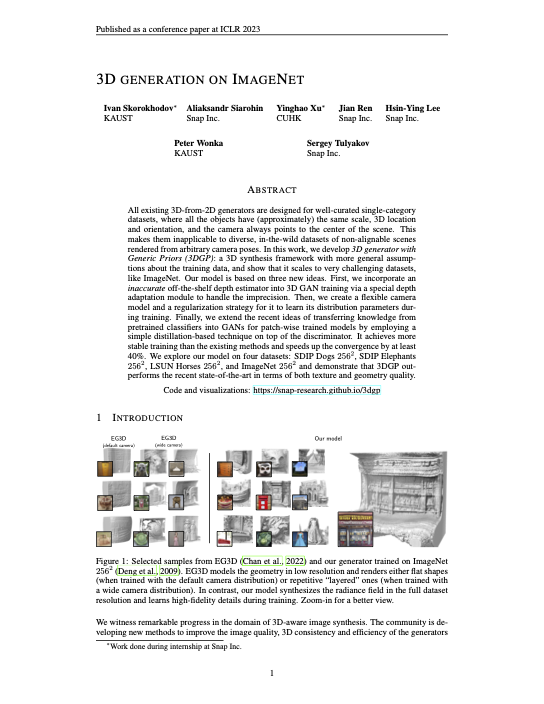 Published as a conference paper at ICLR 2023
3D GENERATION ON IMAGENET
Ivan Skorokhodov* Aliaksandr Siarohin Yinghao Xu* Jian Ren Hsin-Ying Lee
KAUST Snap Inc. CUHK Snap Inc. Snap Inc.
Peter Wonka Sergey Tulyakov
KAUST Snap Inc.
ABSTRACT
All existing 3D-from-2D generators are designed for well-curated single-category
datasets, where all the objects have (approximately) the same scale, 3D location
and orientation, and the camera always points to the center of the scene. This
makes them inapplicable to diverse, in-the-wild datasets of non-alignable scenes
rendered from arbitrary camera poses. In this work, we develop 3D generator with
Generic Priors (3DGP): a 3D synthesis framework with more general assump-
tions about the training data, and show that it scales to very challenging datasets,
like ImageNet. Our model is based on three new ideas. First, we incorporate an
inaccurate off-the-shelf depth estimator into 3D GAN training via a special depth
adaptation module to handle the imprecision. Then, we create a flexible camera
model and a regularization strategy for it to learn its distribution parameters dur-
ing training. Finally, we extend the recent ideas of transferring knowledge from
pretrained classifiers into GANs for patch-wise trained models by employing a
simple distillation-based technique on top of the discriminator. It achieves more
stable training than the existing methods and speeds up the convergence by at least
40%. We explore our model on four datasets: SDIP Dogs 256², SDIP Elephants
256², LSUN Horses 256², and ImageNet 256² and demonstrate that 3DGP out-
performs the recent state-of-the-art in terms of both texture and geometry quality.
Code and visualizations: https://snap-research.github.io/3dgp
1 INTRODUCTION
EG3D EG3D Our model
(default camera) (wide camera)
Figure 1: Selected samples from EG3D (Chan et al., 2022) and our generator trained on ImageNet
256² (Deng et al., 2009). EG3D models the geometry in low resolution and renders either flat shapes
(when trained with the default camera distribution) or repetitive “layered” ones (when trained with
a wide camera distribution). In contrast, our model synthesizes the radiance field in the full dataset
resolution and learns high-fidelity details during training. Zoom-in for a better view.
We witness remarkable progress in the domain of 3D-aware image synthesis. The community is de-
veloping new methods to improve the image quality, 3D consistency and efficiency of the generators
*Work done during internship at Snap Inc.
1